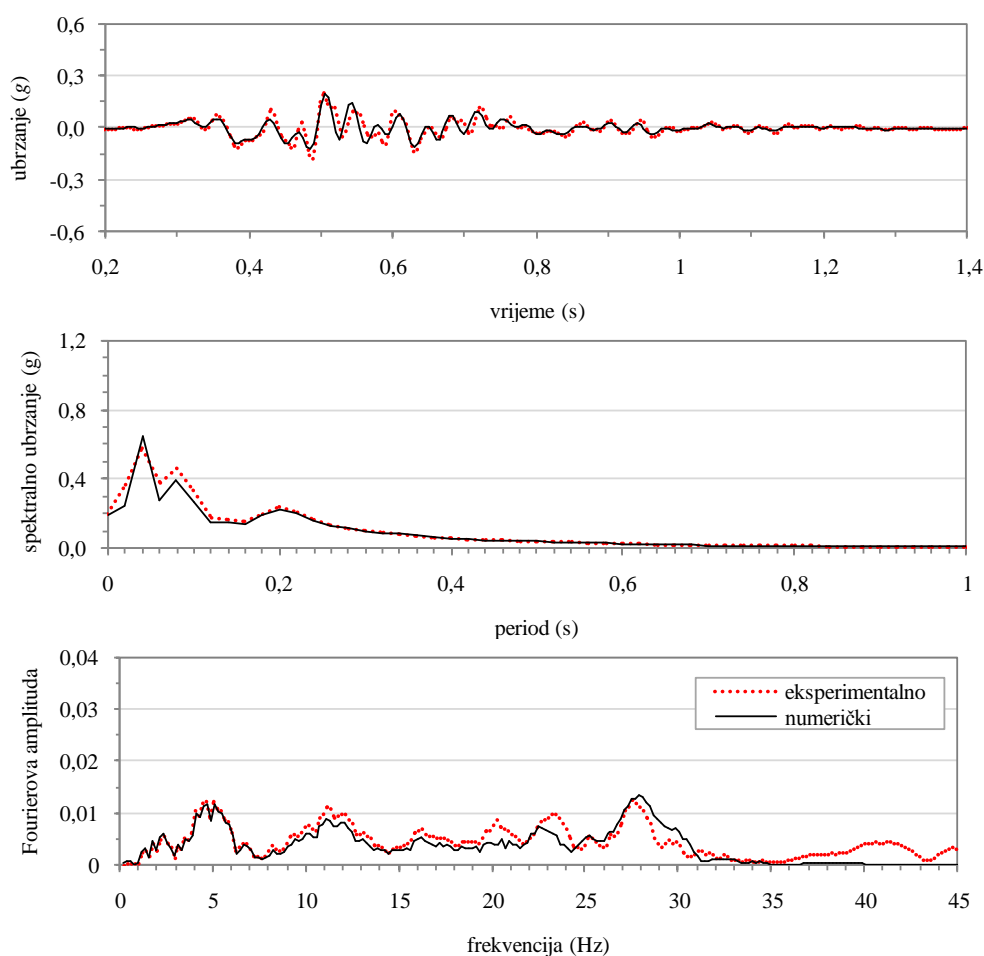 0,6
0,3
0,0
-0,3
-0,6
ubrzanje (g)
0,2 0,4 0,6 0,8 1 1,2 1,4
vrijeme (s)
1,2
0,8
0,4
0,0
spektralno ubrzanje (g)
0 0,2 0,4 0,6 0,8 1
period (s)
0,04
0,03
0,02
0,01
0
Fourierova amplituda
eksperimentalno
numerički
0 5 10 15 20 25 30 35 40 45
frekvencija (Hz)